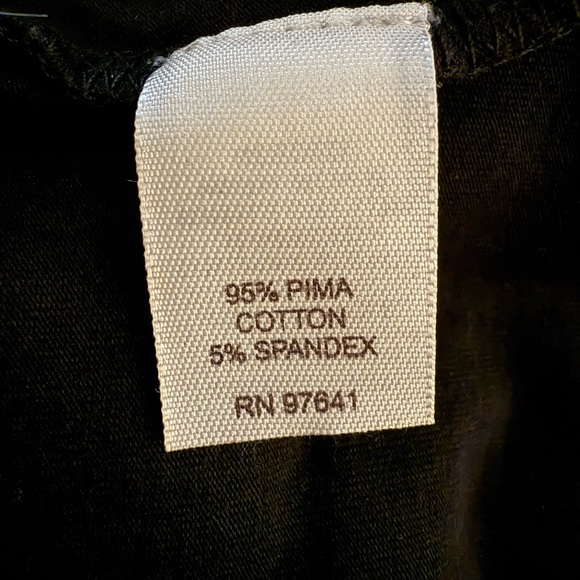 95% PIMA
COTTON
5% SPANDEX
RN 97641